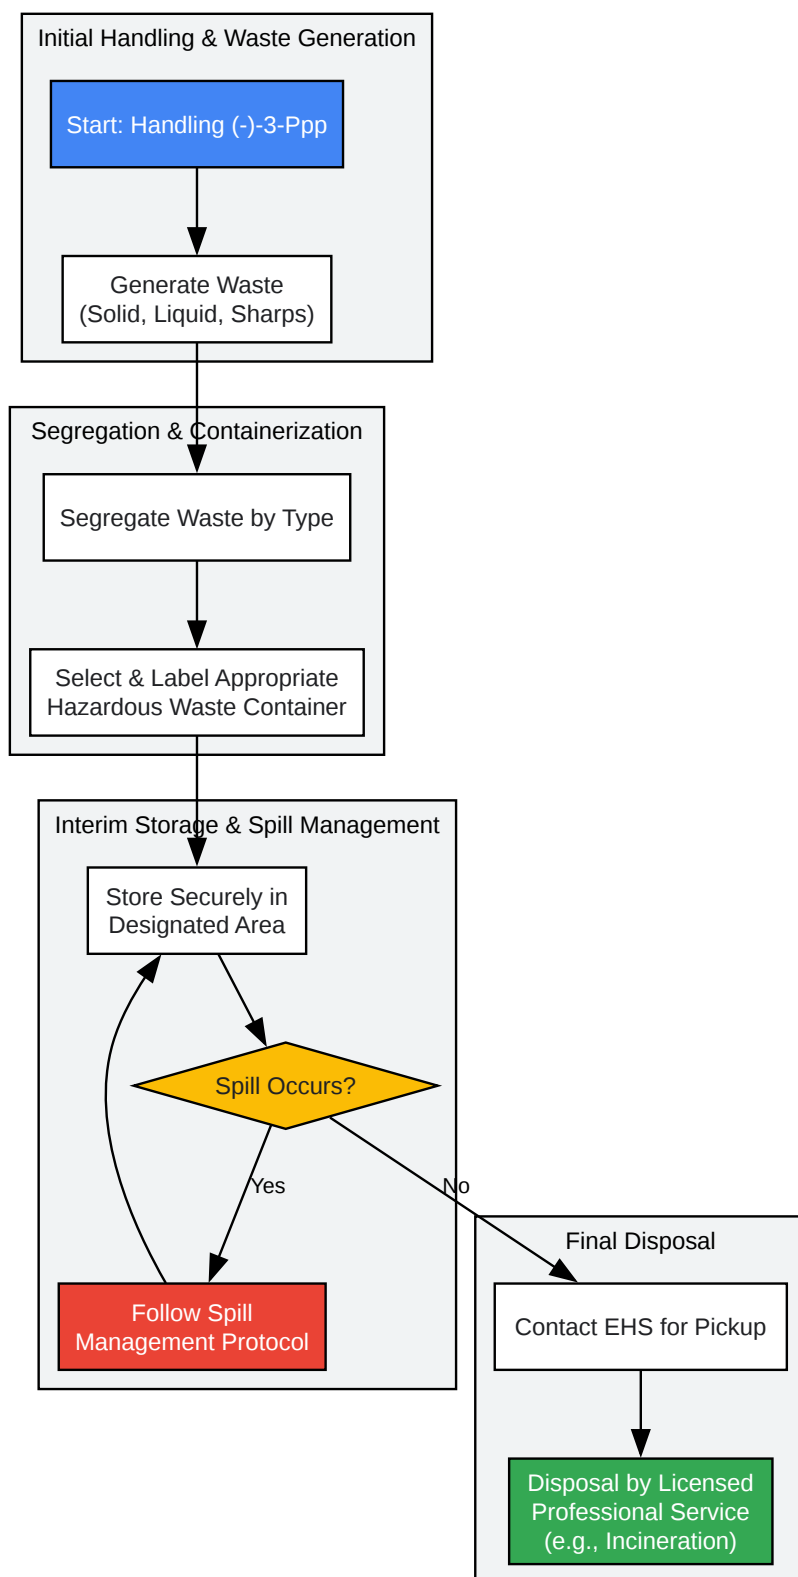 Initial Handling & Waste Generation
Start: Handling (-)-3-Ppp
Generate Waste
(Solid, Liquid, Sharps)
Segregation & Containerization
Segregate Waste by Type
Select & Label Appropriate
Hazardous Waste Container
Interim Storage & Spill Management
Store Securely in
Designated Area
Spill Occurs?
Yes
No
Follow Spill
Management Protocol
Final Disposal
Contact EHS for Pickup
Disposal by Licensed
Professional Service
(e.g., Incineration)